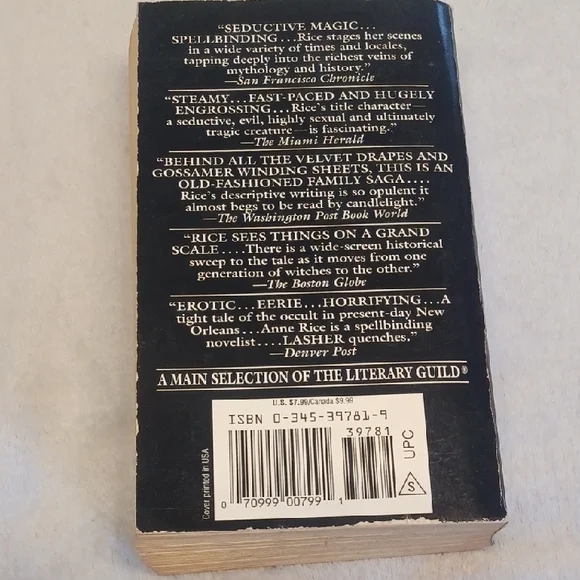 “SEDUCTIVE MAGIC...
SPELLBINDING...Rice stages her scenes
in a wide variety of times and locales,
tapping deeply into the richest veins of
mythology and history.”
—San Francisco Chronicle
“STEAMY...FAST-PACED AND HUGELY
ENGROSSING...Rice's title character—
a seductive, evil, highly sexual and ultimately
tragic creature—is fascinating.”
—The Miami Herald
“BEHIND ALL THE VELVET DRAPES AND
GOSSAMER WINDING SHEETS, THIS IS AN
OLD-FASHIONED FAMILY SAGA...
Rice's descriptive writing is so opulent it
almost begs to be read by candlelight.”
—The Washington Post Book World
“RICE SEES THINGS ON A GRAND
SCALE....There is a wide-screen historical
sweep to the tale as it moves from one
generation of witches to the other.”
—The Boston Globe
“EROTIC...EERIE...HORRIFYING...A
tight tale of the occult in present-day New
Orleans...Anne Rice is a spellbinding
novelist....LASHER quenches.”
—Denver Post
A MAIN SELECTION OF THE LITERARY GUILD®
U.S. $7.99/Canada $9.99
ISBN 0-345-39781-9
39781
UPC
S
0 70999 00799 1
Cover printed in USA